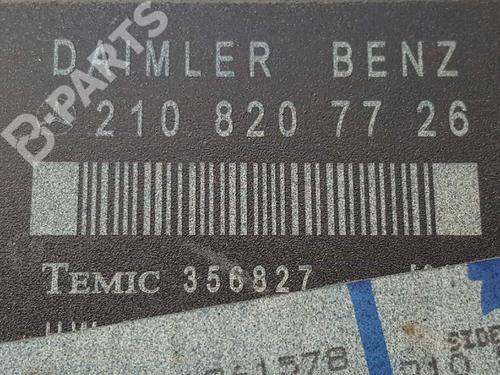 DAIMLER BENZ
210 820 77 26
TEMIC 356827
B-PARTS